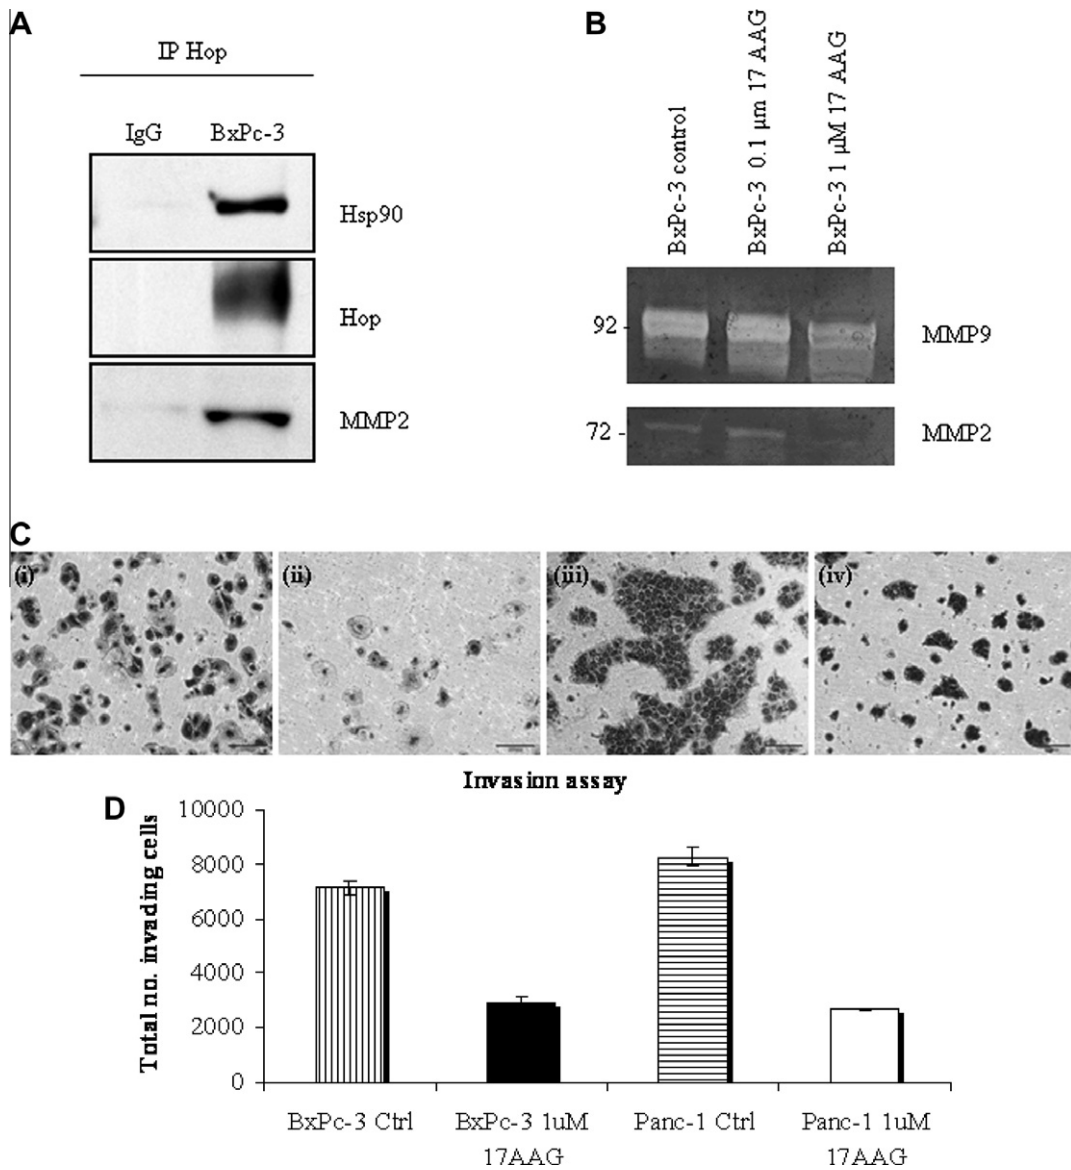 A
IP Hop
IgG BxPc-3
Hsp90
Hop
MMP2
B
BxPc-3 control
BxPc-3 0.1 µm 17 AAG
BxPc-3 1 µM 17 AAG
92 -
MMP9
72 -
MMP2
C
(i) (ii) (iii) (iv)
Invasion assay
D
Total no. invading cells
10000
8000
6000
4000
2000
0
BxPc-3 Ctrl BxPc-3 1uM Panc-1 Ctrl Panc-1 1uM
17AAG 17AAG